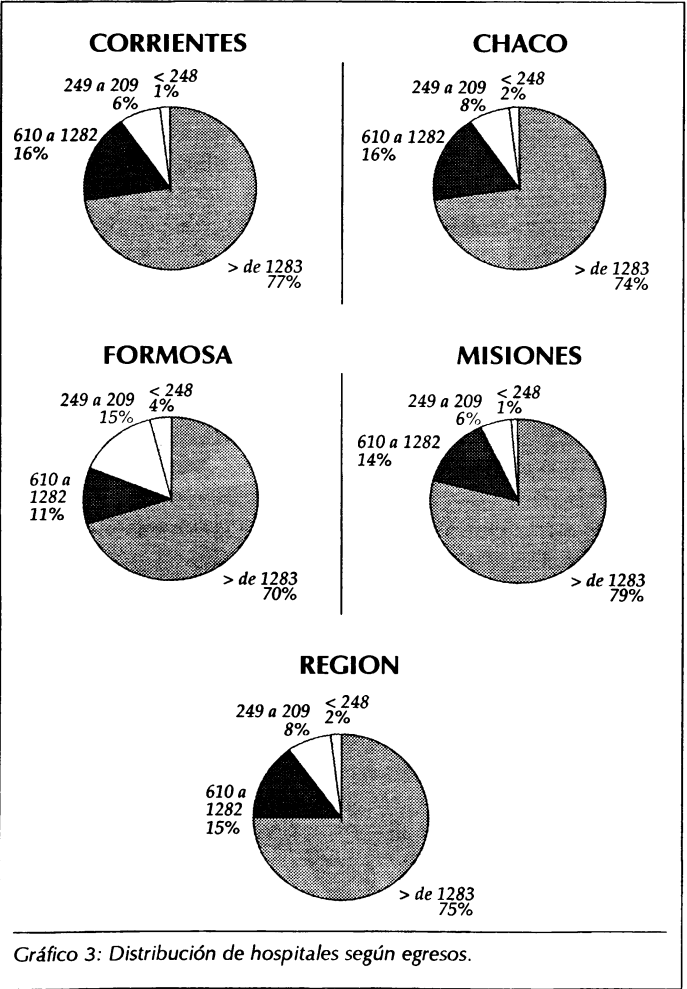 CORRIENTES
249 a 209
6%
< 248
1%
610 a 1282
16%
> de 1283
77%
CHACO
249 a 209
8%
< 248
2%
610 a 1282
16%
> de 1283
74%
FORMOSA
249 a 209
15%
< 248
4%
610 a
1282
11%
> de 1283
70%
MISIONES
249 a 209
6%
< 248
1%
610 a 1282
14%
> de 1283
79%
REGION
249 a 209
8%
< 248
2%
610 a
1282
15%
> de 1283
75%
Gráfico 3: Distribución de hospitales según egresos.